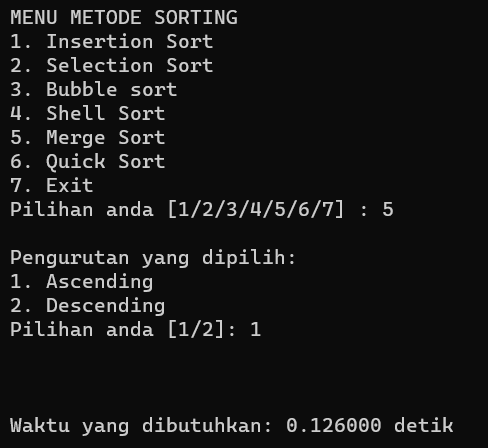 MENU METODE SORTING
1. Insertion Sort
2. Selection Sort
3. Bubble sort
4. Shell Sort
5. Merge Sort
6. Quick Sort
7. Exit
Pilihan anda [1/2/3/4/5/6/7] : 5
Pengurutan yang dipilih:
1. Ascending
2. Descending
Pilihan anda [1/2]: 1
Waktu yang dibutuhkan: 0.126000 detik